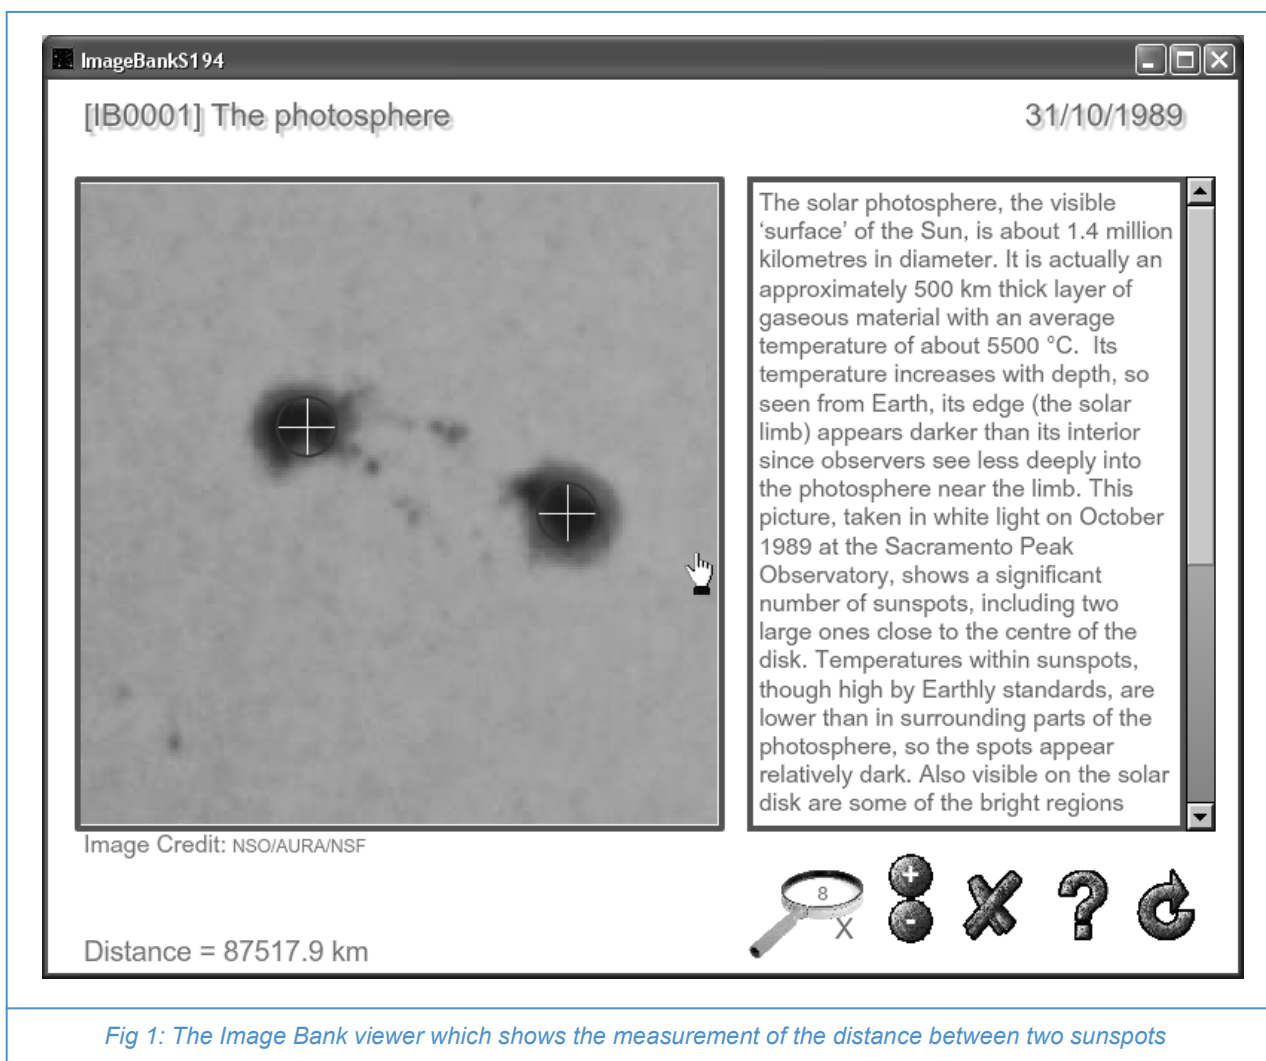 ImageBankS194
[IB0001] The photosphere
31/10/1989
The solar photosphere, the visible
‘surface’ of the Sun, is about 1.4 million
kilometres in diameter. It is actually an
approximately 500 km thick layer of
gaseous material with an average
temperature of about 5500 °C.  Its
temperature increases with depth, so
seen from Earth, its edge (the solar
limb) appears darker than its interior
since observers see less deeply into
the photosphere near the limb. This
picture, taken in white light on October
1989 at the Sacramento Peak
Observatory, shows a significant
number of sunspots, including two
large ones close to the centre of the
disk. Temperatures within sunspots,
though high by Earthly standards, are
lower than in surrounding parts of the
photosphere, so the spots appear
relatively dark. Also visible on the solar
disk are some of the bright regions
Image Credit: NSO/AURA/NSF
8
X
+
-
?
Distance = 87517.9 km
Fig 1: The Image Bank viewer which shows the measurement of the distance between two sunspots